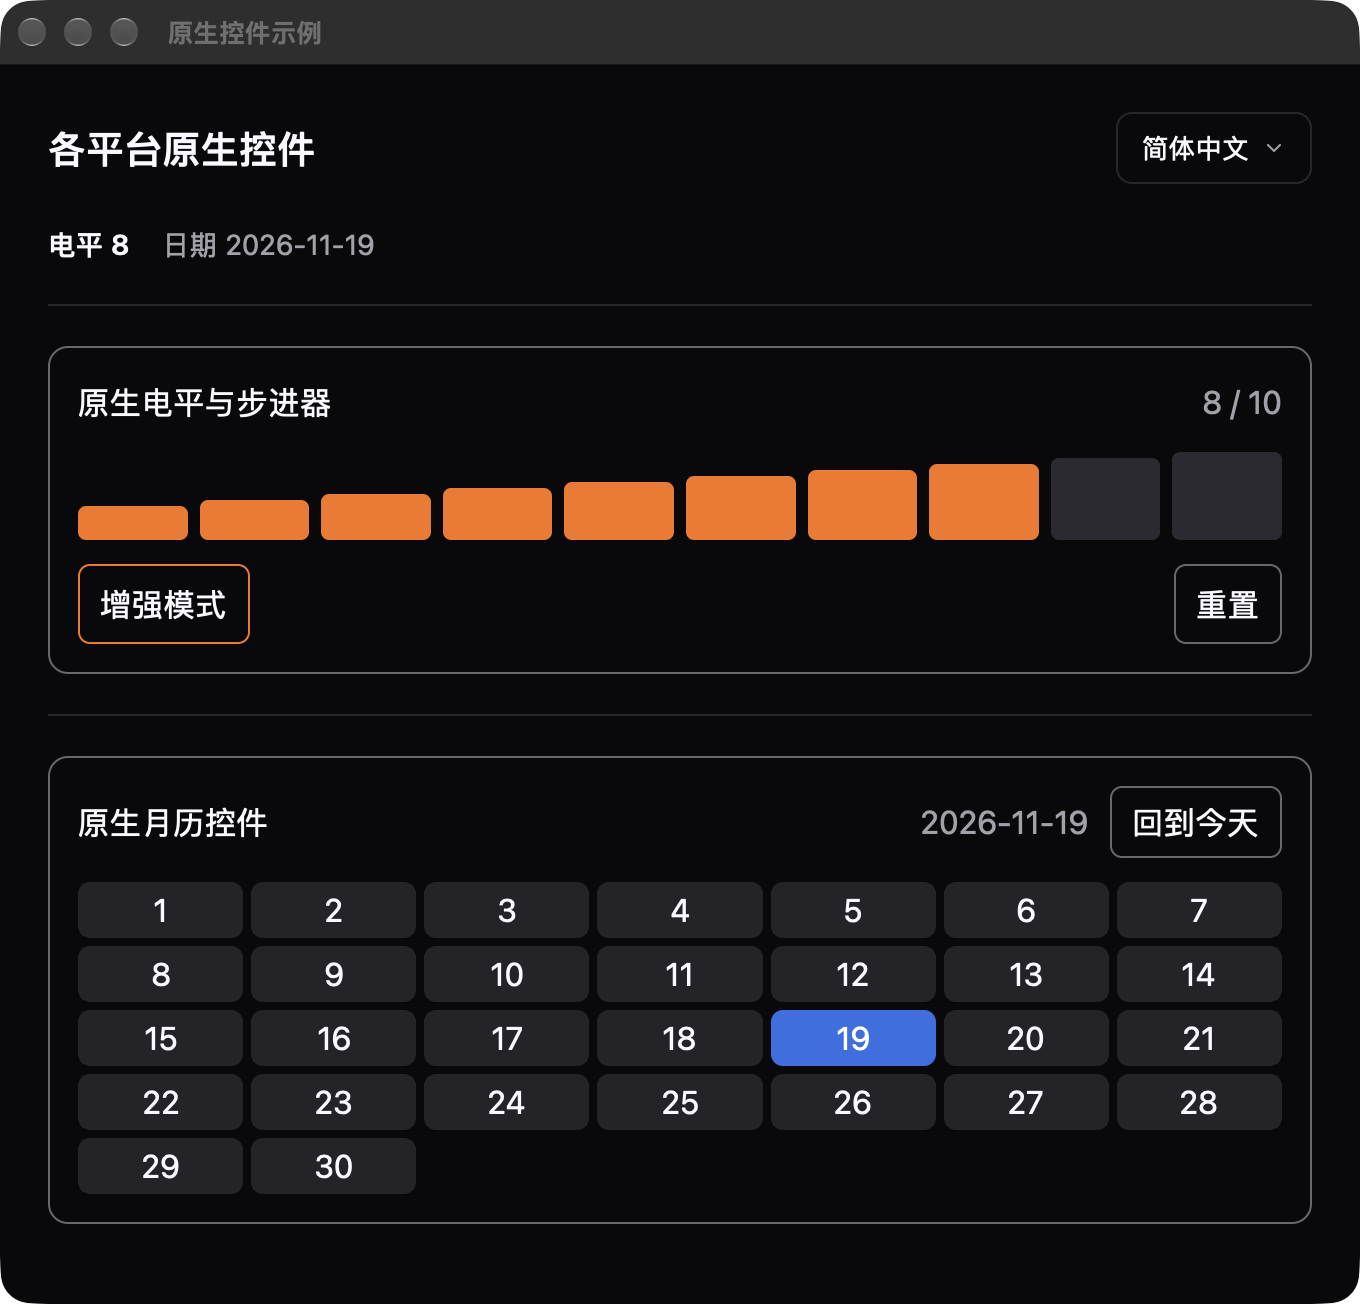 原生控件示例
各平台原生控件
简体中文
电平 8 日期 2026-11-19
原生电平与步进器 8 / 10
增强模式 重置
原生月历控件 2026-11-19 回到今天
1 2 3 4 5 6 7
8 9 10 11 12 13 14
15 16 17 18 19 20 21
22 23 24 25 26 27 28
29 30